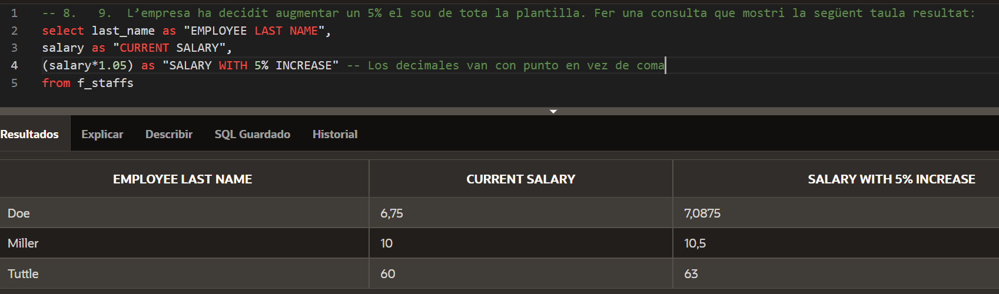 1 -- 8.   9.  L’empresa ha decidit augmentar un 5% el sou de tota la plantilla. Fer una consulta que mostri la següent taula resultat:
2 select last_name as "EMPLOYEE LAST NAME",
3 salary as "CURRENT SALARY",
4 (salary*1.05) as "SALARY WITH 5% INCREASE" -- Los decimales van con punto en vez de coma
5 from f_staffs
Resultados Explicar Describir SQL Guardado Historial
EMPLOYEE LAST NAME CURRENT SALARY SALARY WITH 5% INCREASE
Doe 6,75 7,0875
Miller 10 10,5
Tuttle 60 63